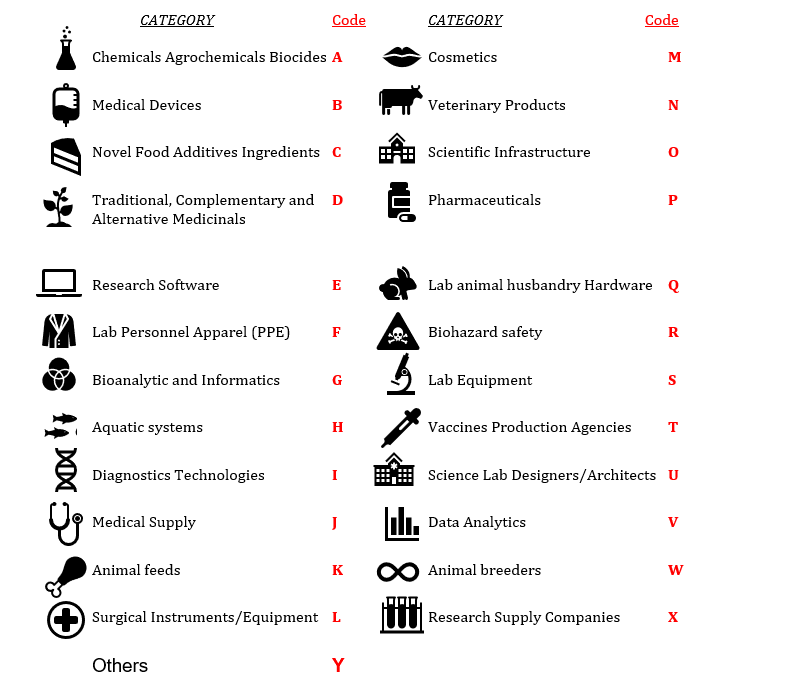 CATEGORY Code CATEGORY Code
Chemicals Agrochemicals Biocides A Cosmetics M
Medical Devices B Veterinary Products N
Novel Food Additives Ingredients C Scientific Infrastructure O
Traditional, Complementary and D Pharmaceuticals P
Alternative Medicinals
Research Software E Lab animal husbandry Hardware Q
Lab Personnel Apparel (PPE) F Biohazard safety R
Bioanalytic and Informatics G Lab Equipment S
Aquatic systems H Vaccines Production Agencies T
Diagnostics Technologies I Science Lab Designers/Architects U
Medical Supply J Data Analytics V
Animal feeds K Animal breeders W
Surgical Instruments/Equipment L Research Supply Companies X
Others Y